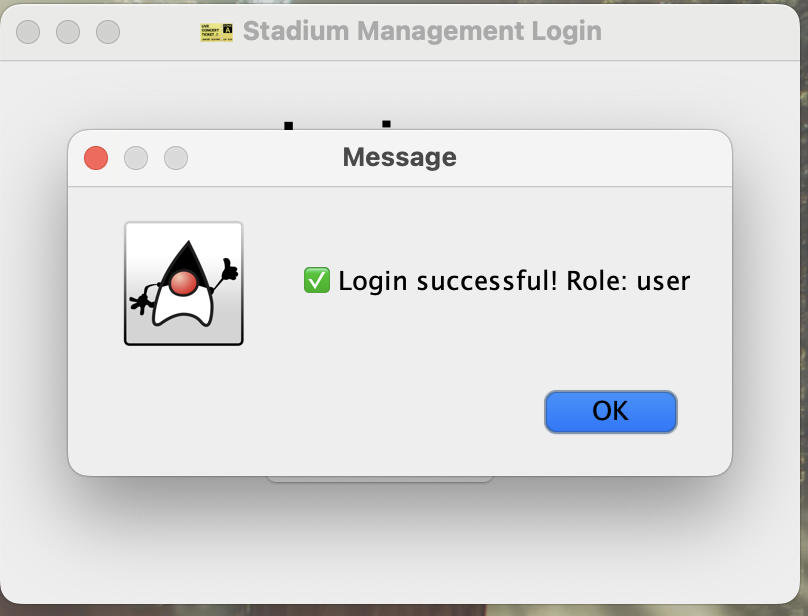 Stadium Management Login
Message
✅ Login successful! Role: user
OK